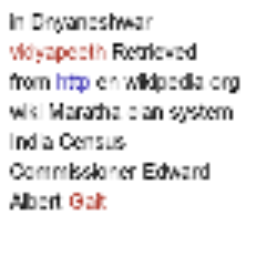 in Dnyaneshwar
vidyapeeth Retrieved
from http en wikipedia org
wiki Maratha clan system
India Census
Commissioner Edward
Albert Gait